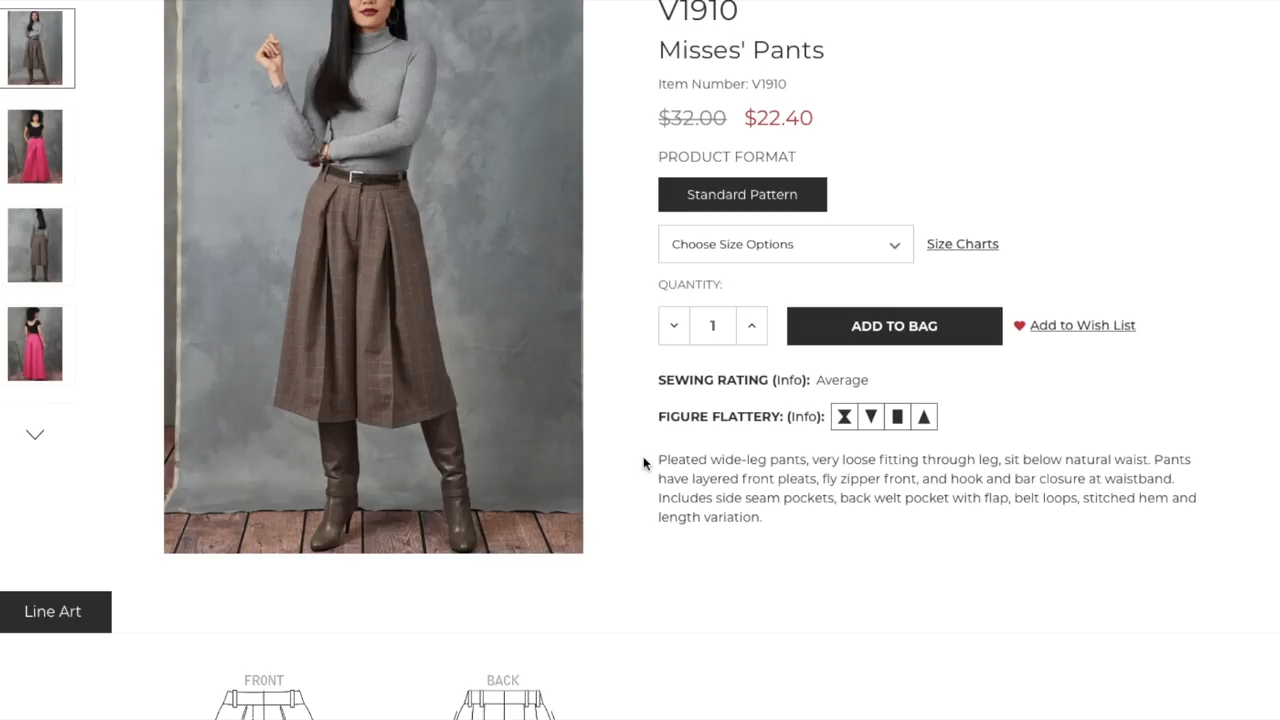 V1910
Misses' Pants
Item Number: V1910
$32.00 $22.40
PRODUCT FORMAT
Standard Pattern
Choose Size Options
Size Charts
QUANTITY:
1
ADD TO BAG
Add to Wish List
SEWING RATING (Info): Average
FIGURE FLATTERY: (Info):
Pleated wide-leg pants, very loose fitting through leg, sit below natural waist. Pants
have layered front pleats, fly zipper front, and hook and bar closure at waistband.
Includes side seam pockets, back welt pocket with flap, belt loops, stitched hem and
length variation.
Line Art
FRONT
BACK